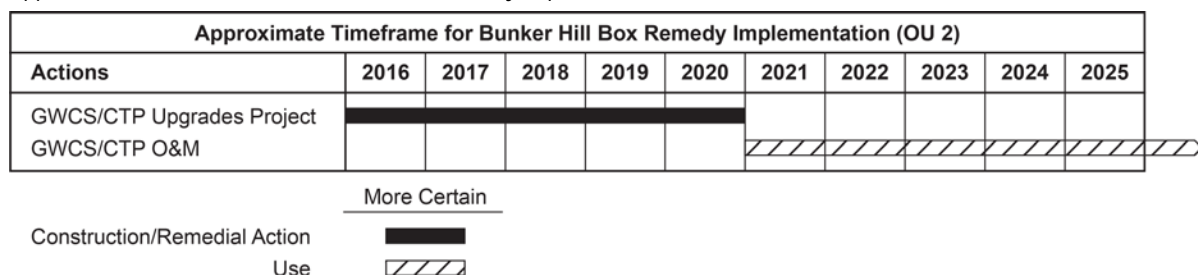 Approximate Timeframe for Bunker Hill Box Remedy Implementation (OU 2)
Actions 2016 2017 2018 2019 2020 2021 2022 2023 2024 2025
GWCS/CTP Upgrades Project
GWCS/CTP O&M
More Certain
Construction/Remedial Action
Use